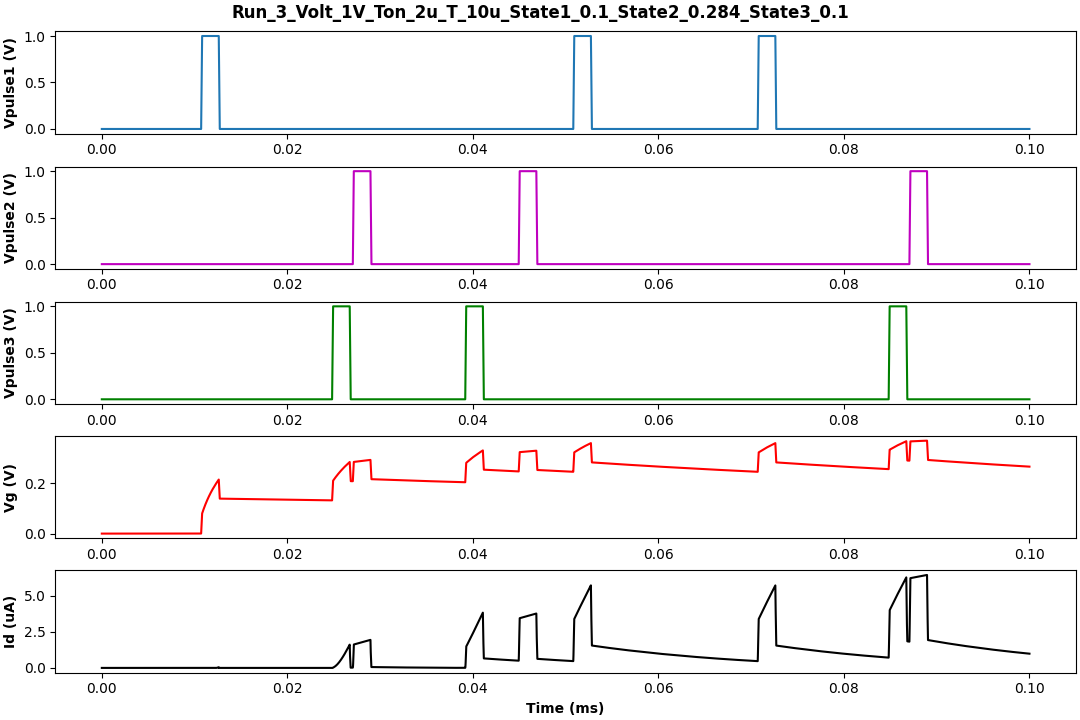 Run_3_Volt_1V_Ton_2u_T_10u_State1_0.1_State2_0.284_State3_0.1
Vpulse1 (V)
1.0
0.5
0.0
0.00 0.02 0.04 0.06 0.08 0.10
Vpulse2 (V)
1.0
0.5
0.0
0.00 0.02 0.04 0.06 0.08 0.10
Vpulse3 (V)
1.0
0.5
0.0
0.00 0.02 0.04 0.06 0.08 0.10
Vg (V)
0.2
0.0
0.00 0.02 0.04 0.06 0.08 0.10
Id (uA)
5.0
2.5
0.0
0.00 0.02 0.04 0.06 0.08 0.10
Time (ms)